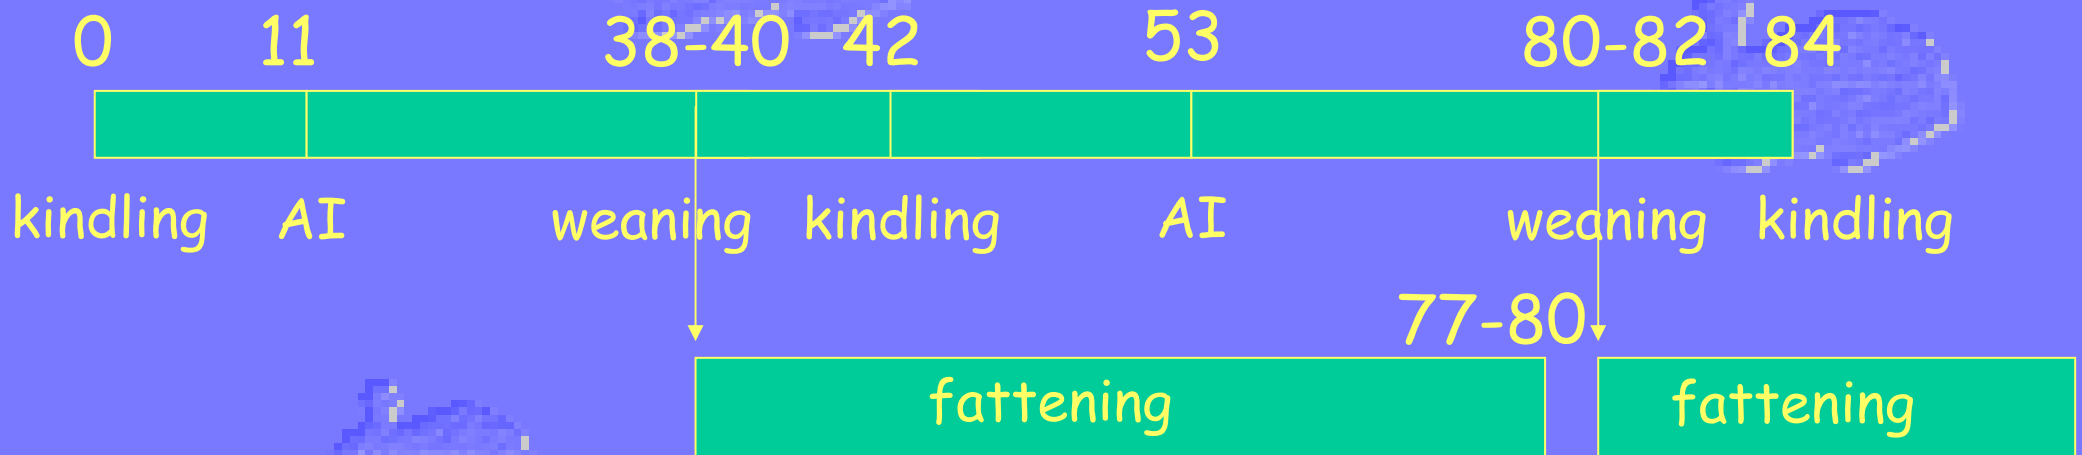 0 11 38-40 42 53 80-82 84
kindling AI weaning kindling AI weaning kindling
77-80
fattening fattening